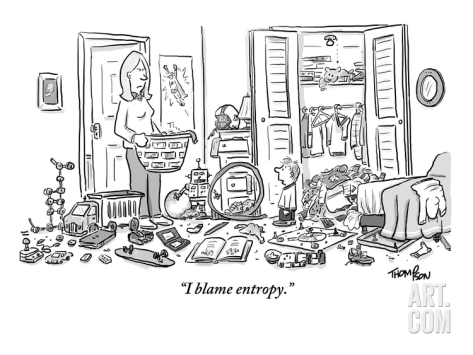 "I blame entropy."
THOMPSON
ART.
COM